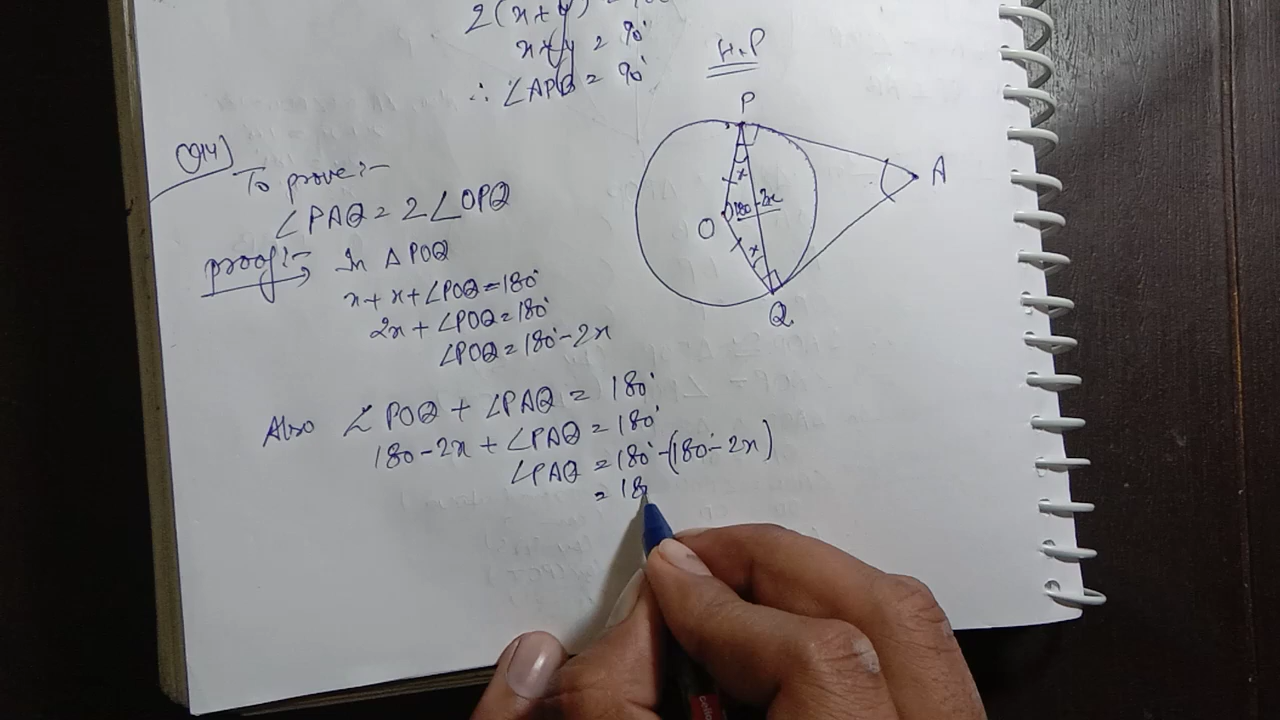 2(x+y) =
x+y = 90°
H.P
∴ ∠APB = 90°
P
Q14)
To prove:-
∠PAQ = 2∠OPQ
A
x
180-2x
O
x
Q.
proof:- In △POQ
x + x + ∠POQ = 180°
2x + ∠POQ = 180°
∠POQ = 180°-2x
Also ∠POQ + ∠PAQ = 180°
180-2x + ∠PAQ = 180°
∠PAQ = 180°-(180°-2x)
= 18